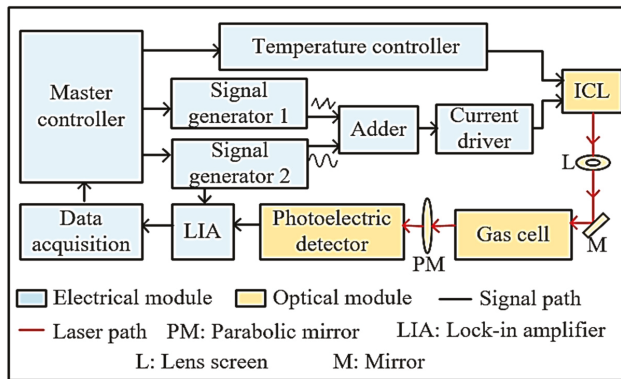 Temperature controller
Master
controller
Signal
generator 1
Signal
generator 2
Adder
Current
driver
ICL
L
Data
acquisition
LIA
Photoelectric
detector
PM
Gas cell
M
Electrical module
Optical module
Signal path
Laser path PM: Parabolic mirror LIA: Lock-in amplifier
L: Lens screen M: Mirror